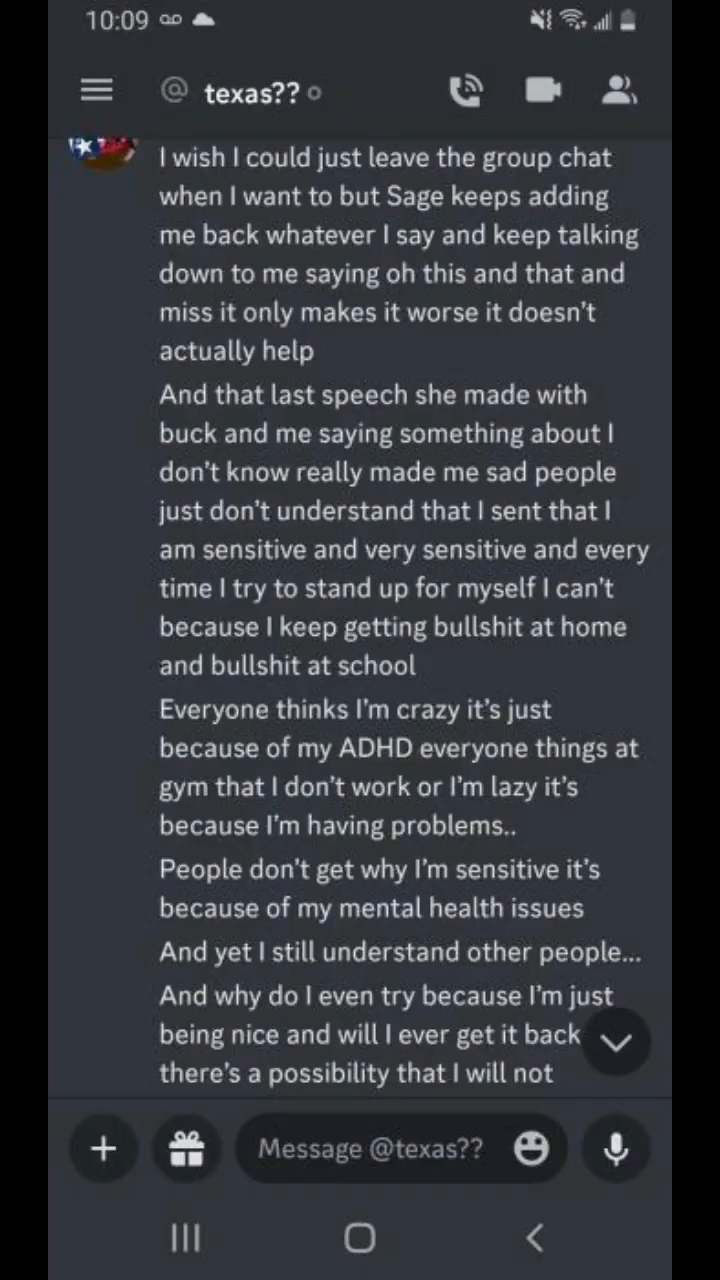 10:09
@ texas??
I wish I could just leave the group chat
when I want to but Sage keeps adding
me back whatever I say and keep talking
down to me saying oh this and that and
miss it only makes it worse it doesn't
actually help
And that last speech she made with
buck and me saying something about I
don't know really made me sad people
just don't understand that I sent that I
am sensitive and very sensitive and every
time I try to stand up for myself I can't
because I keep getting bullshit at home
and bullshit at school
Everyone thinks I'm crazy it's just
because of my ADHD everyone things at
gym that I don't work or I'm lazy it's
because I'm having problems..
People don't get why I'm sensitive it's
because of my mental health issues
And yet I still understand other people...
And why do I even try because I'm just
being nice and will I ever get it back
there's a possibility that I will not
Message @texas??